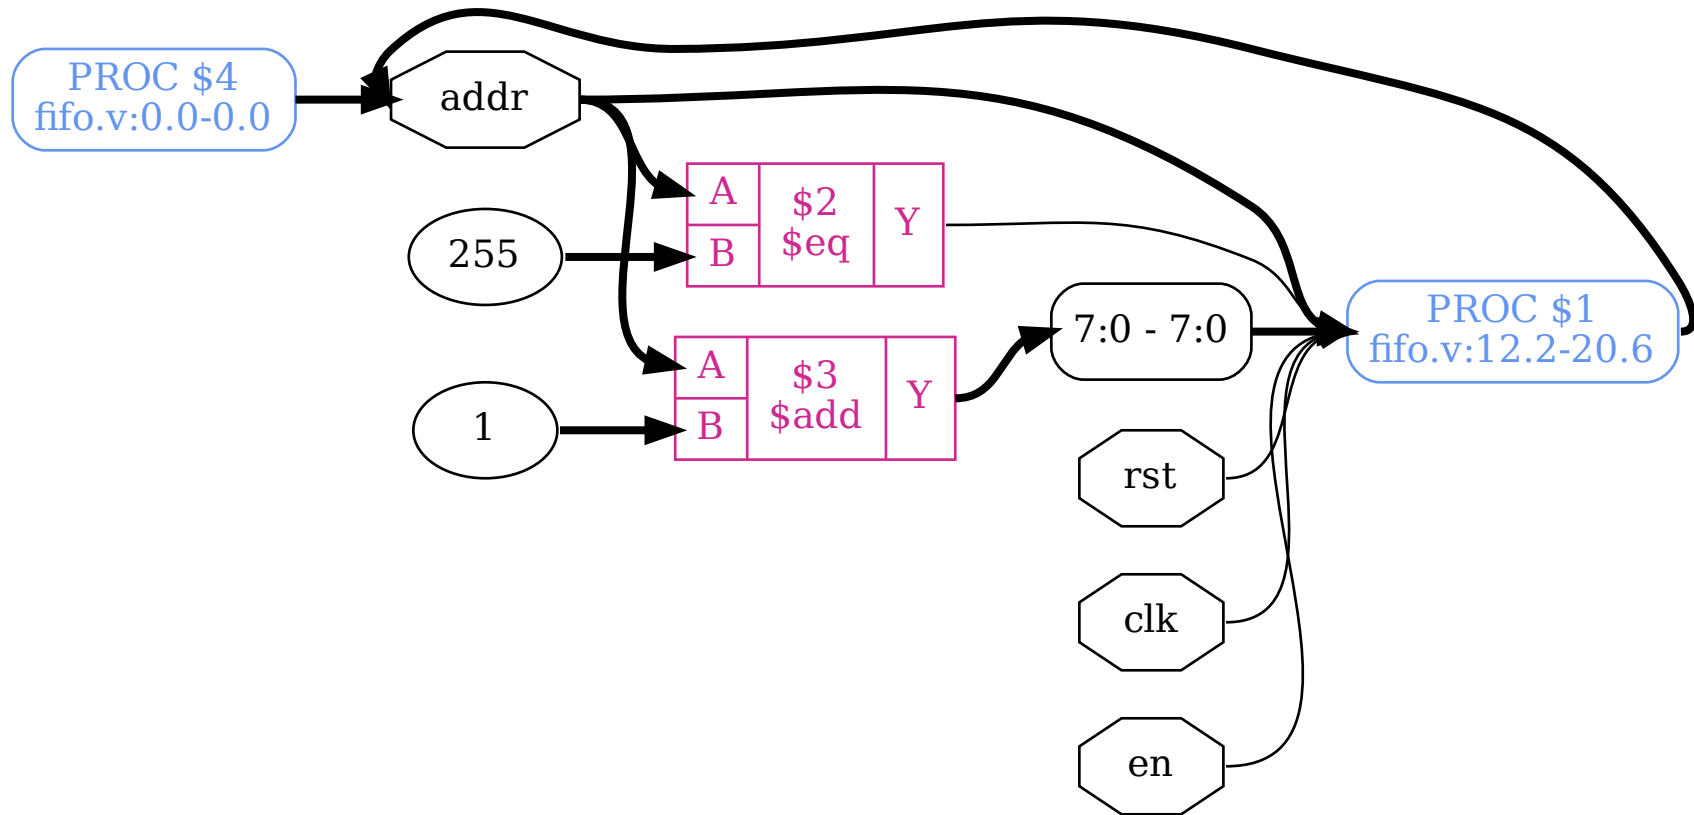 PROC $4
fifo.v:0.0-0.0
addr
255
A
B
$2
$eq
Y
1
A
B
$3
$add
Y
7:0 - 7:0
PROC $1
fifo.v:12.2-20.6
rst
clk
en